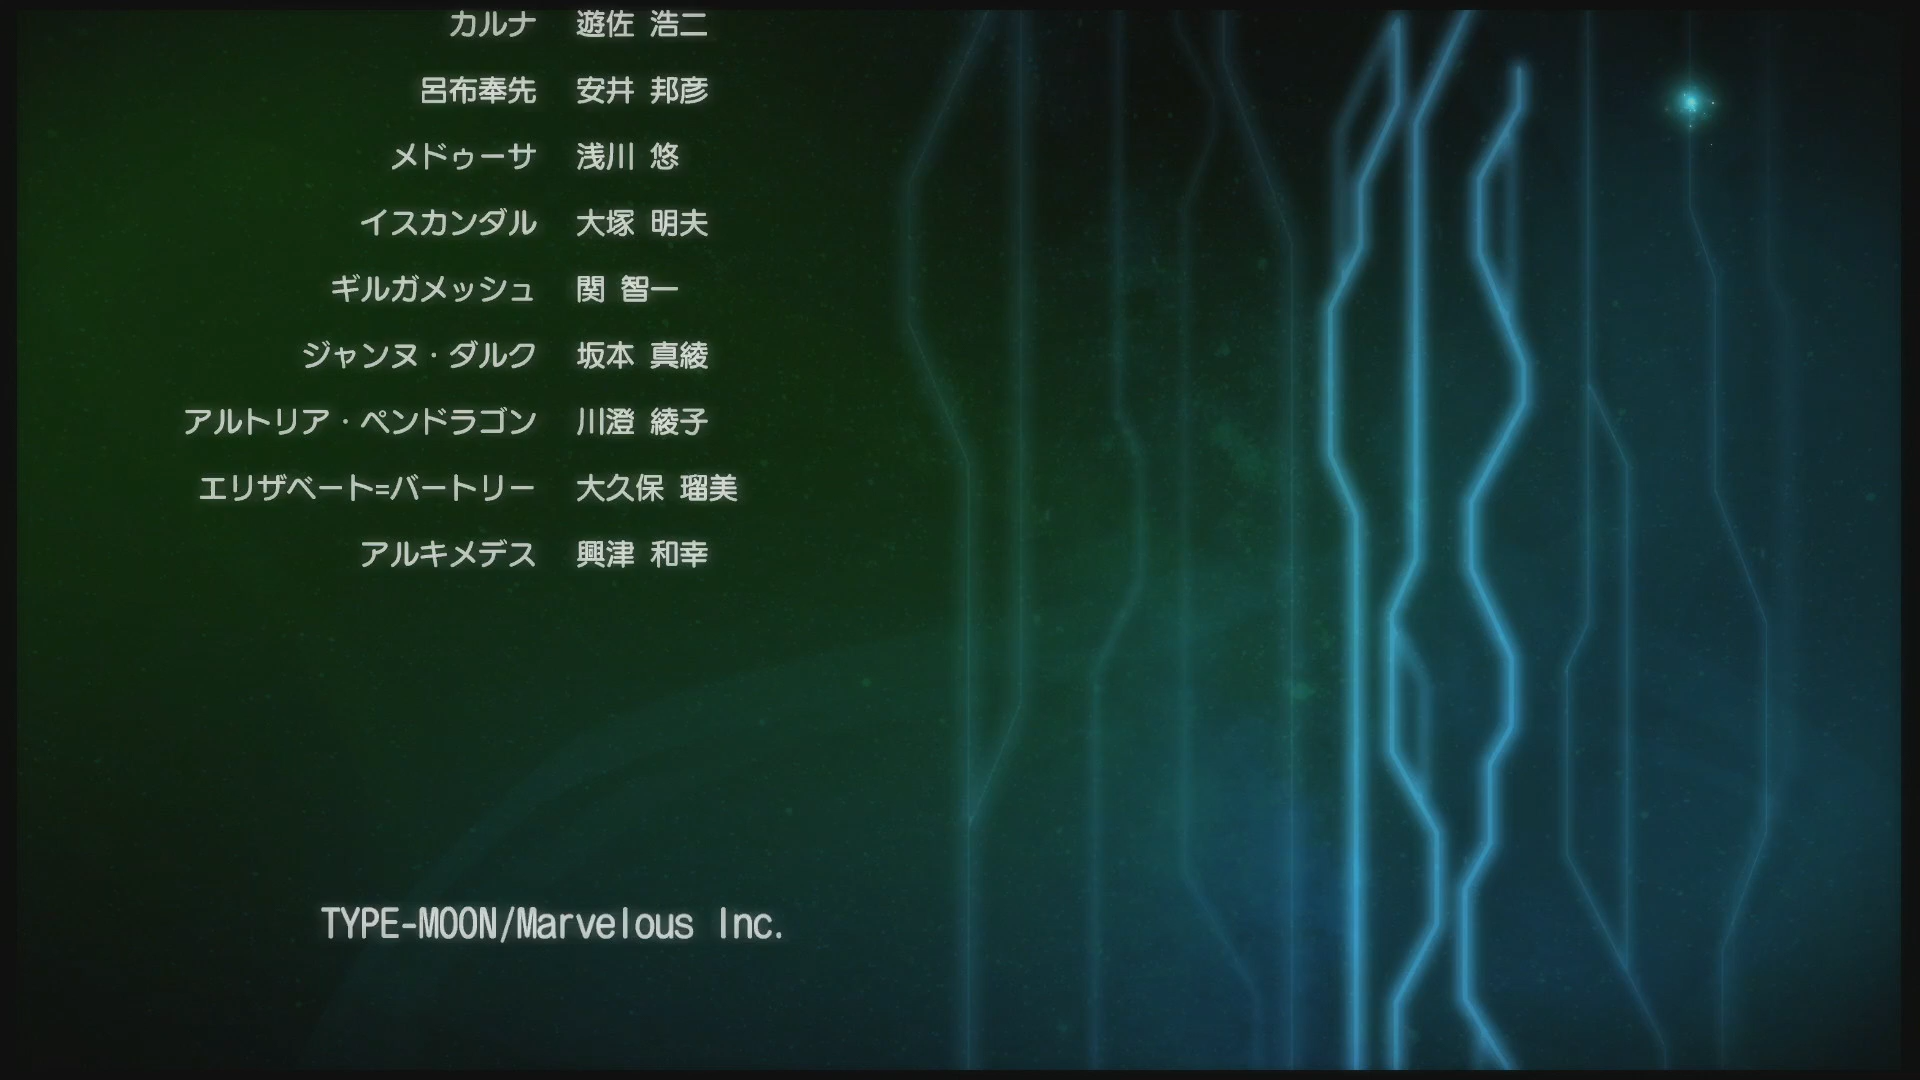 カルナ 遊佐 浩二
呂布奉先 安井 邦彦
メドゥーサ 浅川 悠
イスカンダル 大塚 明夫
ギルガメッシュ 関 智一
ジャンヌ・ダルク 坂本 真綾
アルトリア・ペンドラゴン 川澄 綾子
エリザベート=バートリー 大久保 瑠美
アルキメデス 興津 和幸
TYPE-MOON/Marvelous Inc.